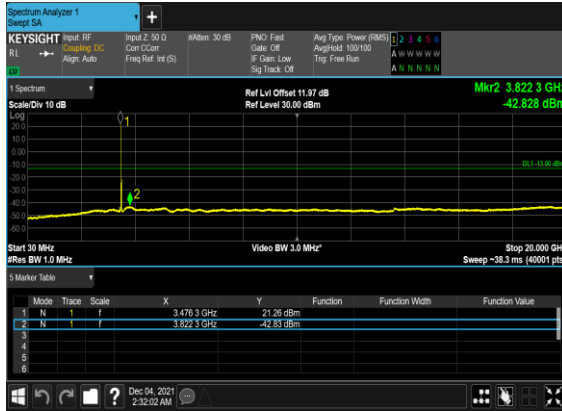 Spectrum Analyzer 1
Swept SA
KEYSIGHT Input: RF Input Z: 50 Ω #Atten: 30 dB PNO: Fast Avg Type: Power (RMS) 1 2 3 4 5 6
RL Coupling: DC Corr CCorr Gate: Off Avg|Hold: 100/100 A W W W W W
Align: Auto Freq Ref: Int (S) IF Gain: Low Trig: Free Run
LU Sig Track: Off A N N N N N
1 Spectrum Ref Lvl Offset 11.97 dB Mkr2 3.822 3 GHz
Scale/Div 10 dB Ref Level 30.00 dBm -42.828 dBm
Log
20.0
10.0
0.00
-10.0 DL1 -13.00 dBm
-20.0
-30.0
-40.0
-50.0
-60.0
1
2
Start 30 MHz Video BW 3.0 MHz* Stop 20.000 GHz
#Res BW 1.0 MHz Sweep ~38.3 ms (40001 pts)
5 Marker Table
Mode Trace Scale X Y Function Function Width Function Value
1 N 1 f 3.476 3 GHz 21.26 dBm
2 N 1 f 3.822 3 GHz -42.83 dBm
3
4
5
6
? Dec 04, 2021
2:32:02 AM